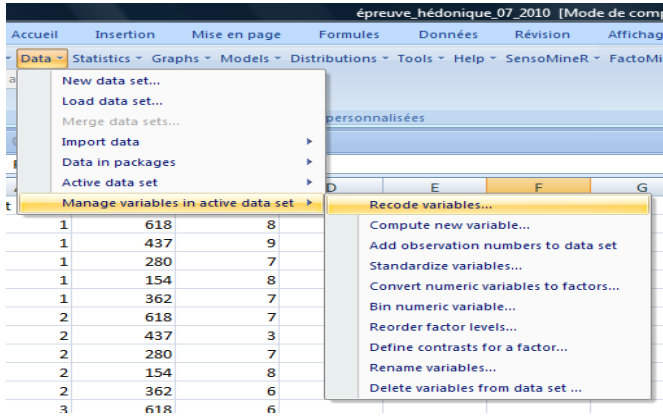 épreuve_hédonique_07_2010 [Mode de comp
Accueil Insertion Mise en page Formules Données Révision Affichag
Data Statistics Graphs Models Distributions Tools Help SensoMineR FactoMi
New data set...
Load data set...
Merge data sets...
personnalisées
Import data
Data in packages
Active data set
D E F G
Manage variables in active data set
Recode variables...
1 618 8
Compute new variable...
1 437 9
Add observation numbers to data set
1 280 7
Standardize variables...
1 154 8
Convert numeric variables to factors...
1 362 7
Bin numeric variable...
2 618 7
Reorder factor levels...
2 437 3
Define contrasts for a factor...
2 280 7
Rename variables...
2 154 8
Delete variables from data set ...
2 362 6
3 618 6